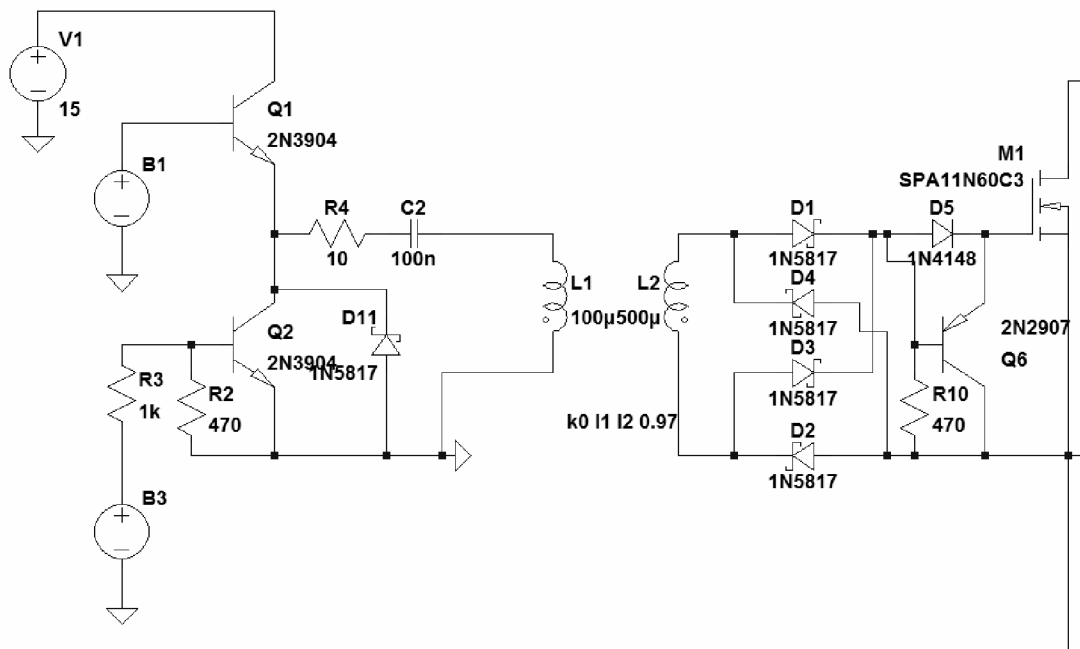 V1
15
Q1
2N3904
B1
M1
SPA11N60C3
R4
C2
D1
D5
10
100n
1N5817
1N4148
L1
L2
D4
100µ500µ
1N5817
D11
Q2
2N3904
1N5817
2N2907
D3
Q6
R3
1k
R2
470
1N5817
R10
470
k0 l1 l2 0.97
D2
1N5817
B3